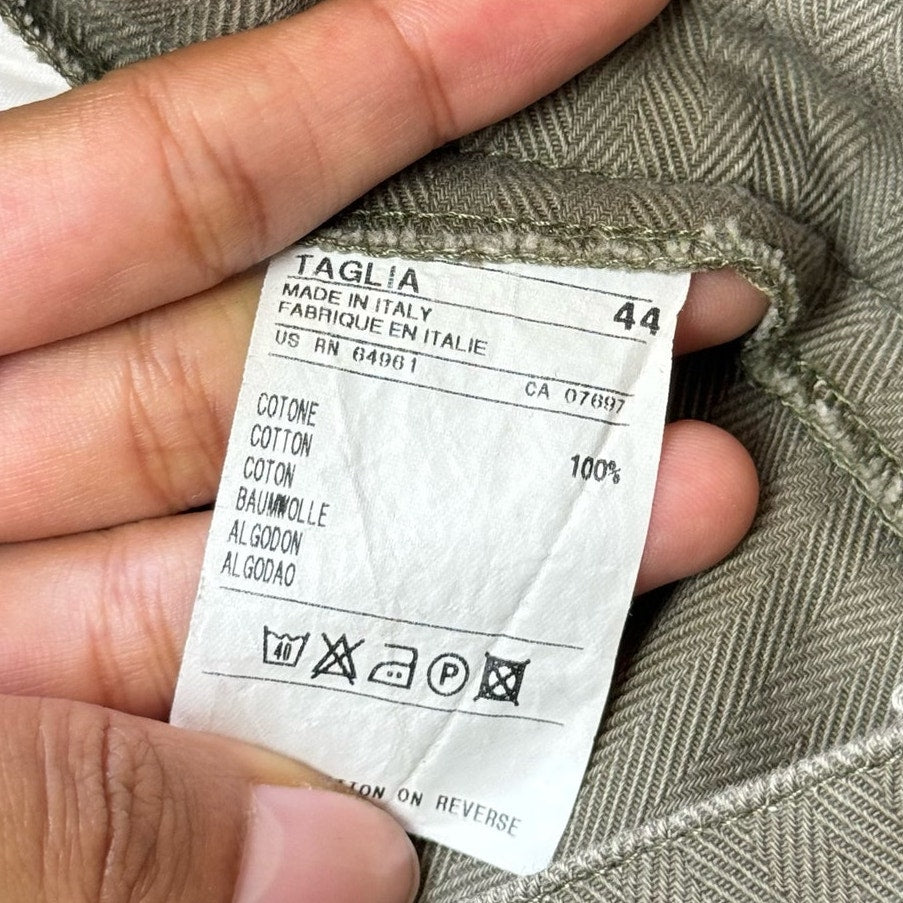 TAGLIA 44
MADE IN ITALY
FABRIQUE EN ITALIE
US RN 64961 CA 07697
COTONE
COTTON 100%
COTON
BAUMWOLLE
ALGODON
ALGODAO
40 P
ON REVERSE